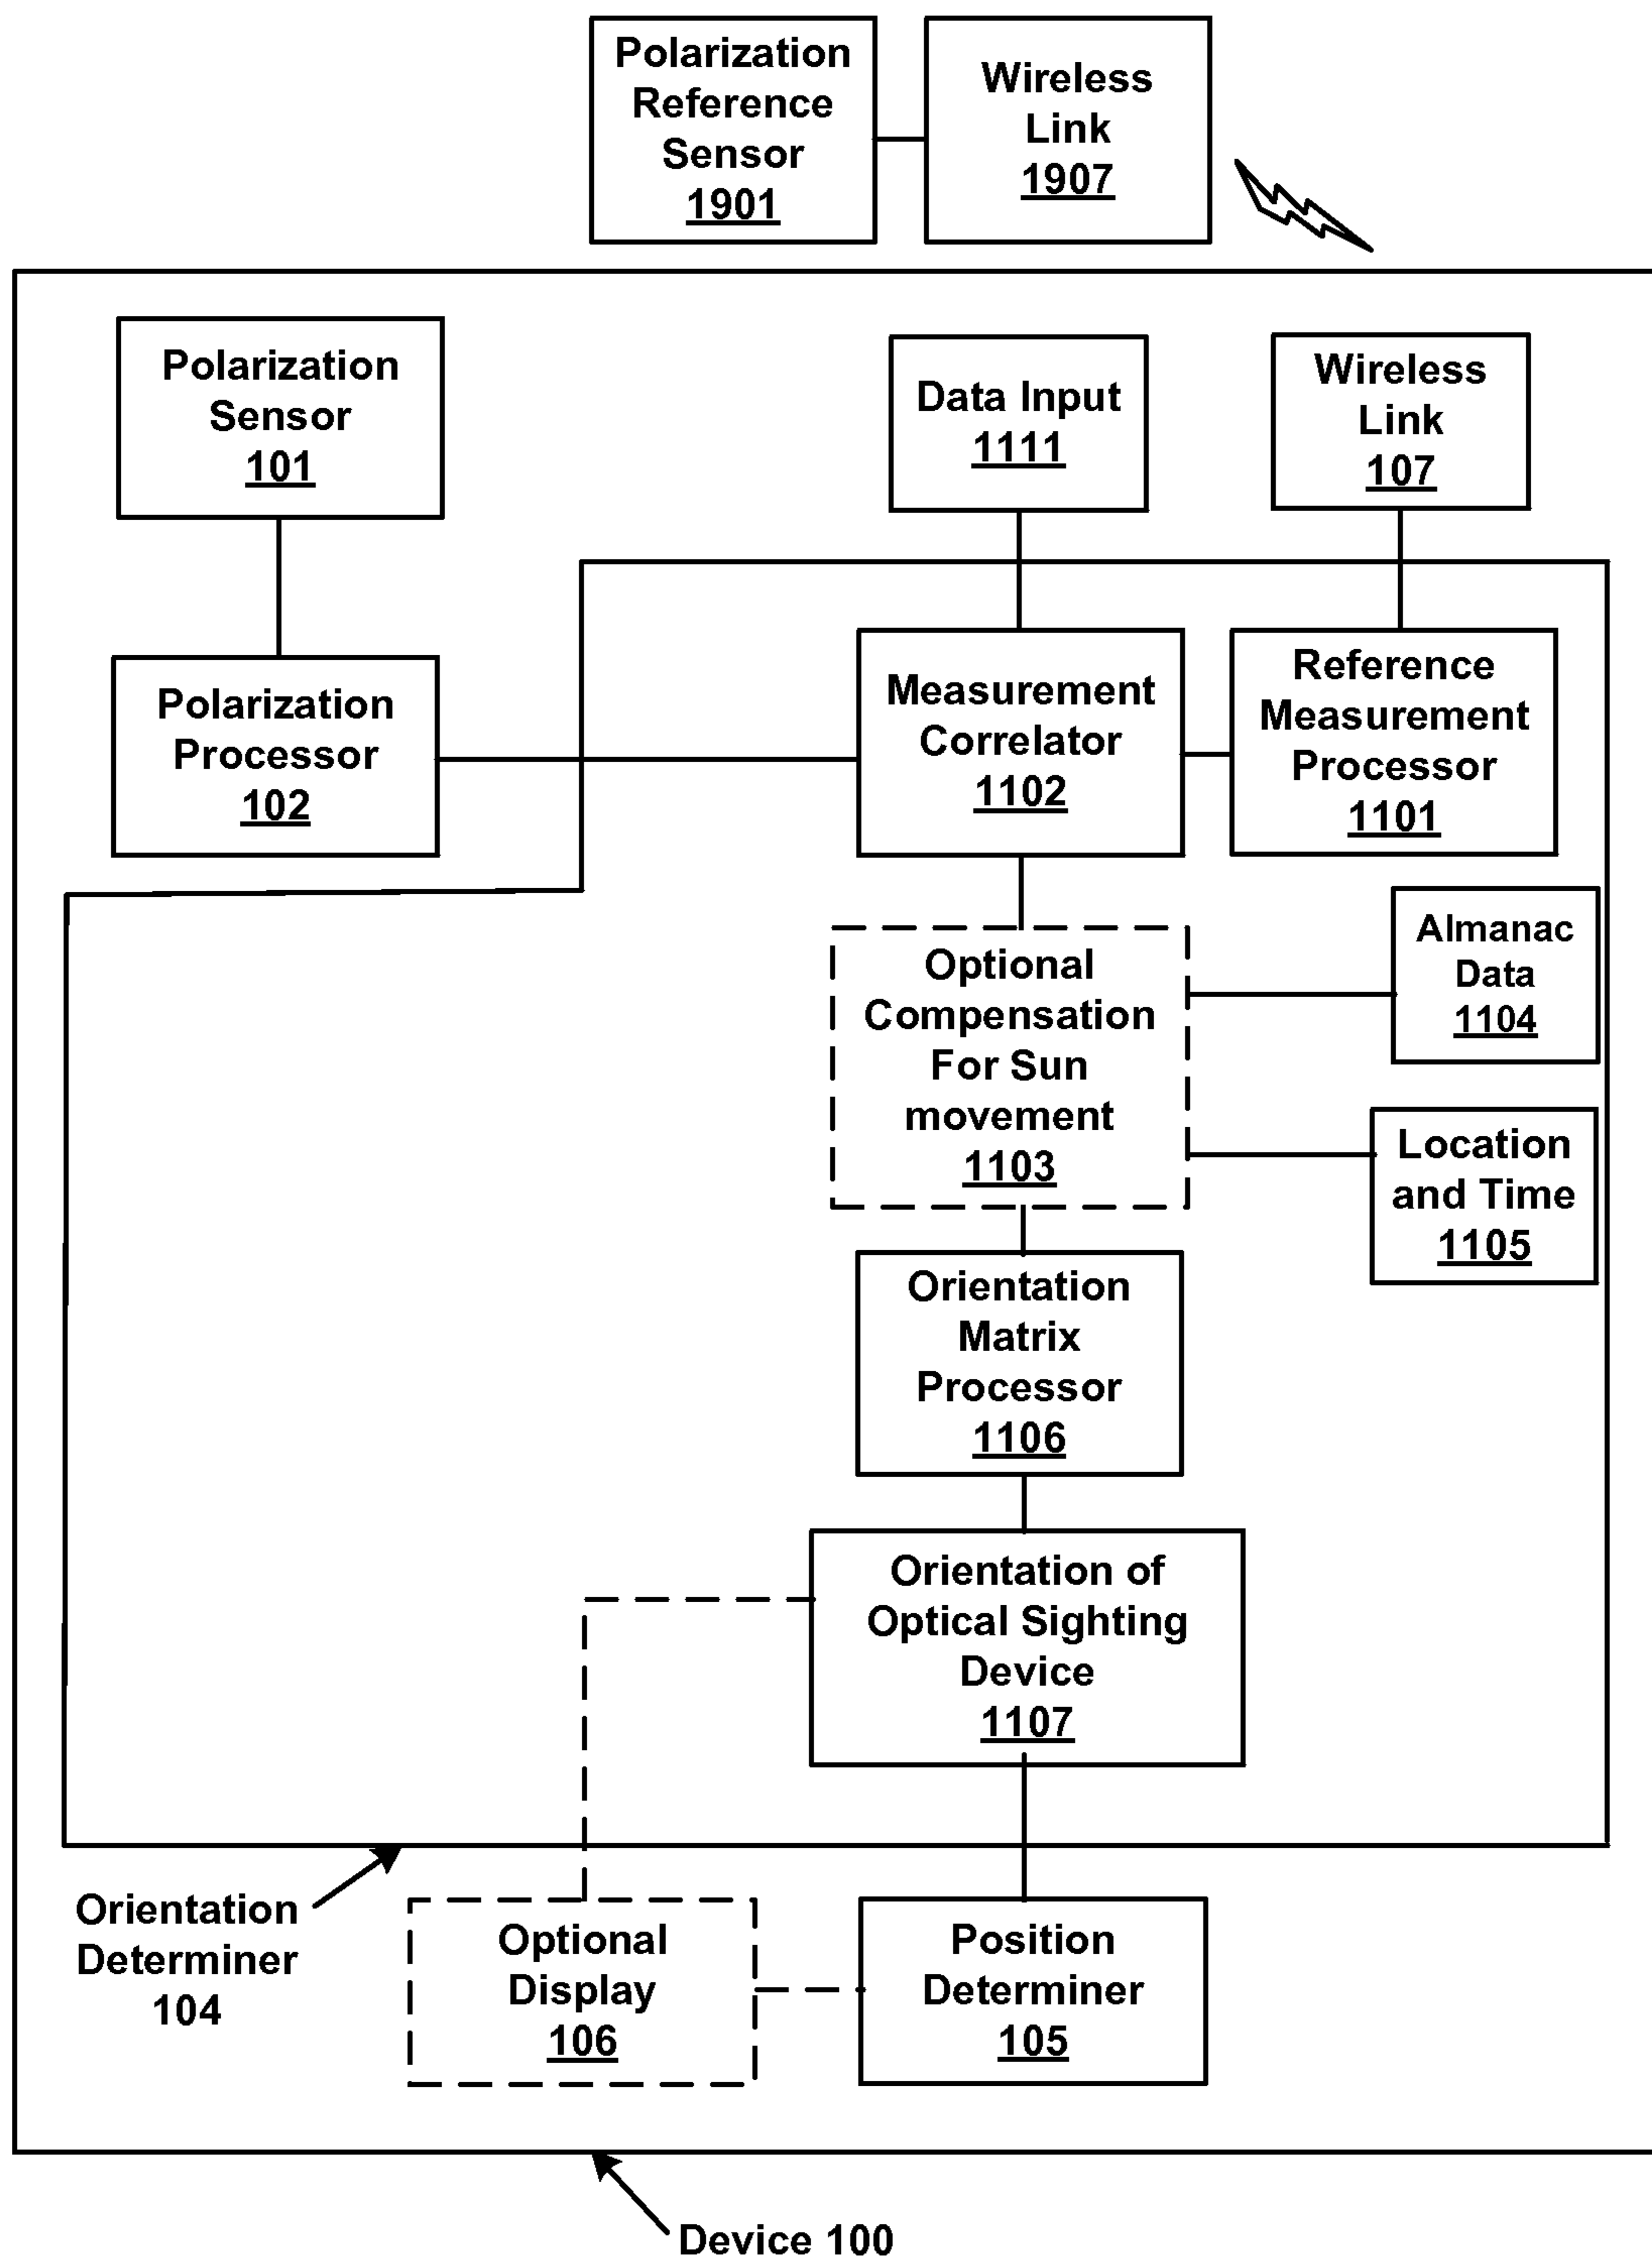 Polarization
Reference
Sensor
1901
Wireless
Link
1907
Polarization
Sensor
101
Data Input
1111
Wireless
Link
107
Polarization
Processor
102
Measurement
Correlator
1102
Reference
Measurement
Processor
1101
Optional
Compensation
For Sun
movement
1103
Almanac
Data
1104
Location
and Time
1105
Orientation
Matrix
Processor
1106
Orientation of
Optical Sighting
Device
1107
Orientation
Determiner
104
Optional
Display
106
Position
Determiner
105
Device 100